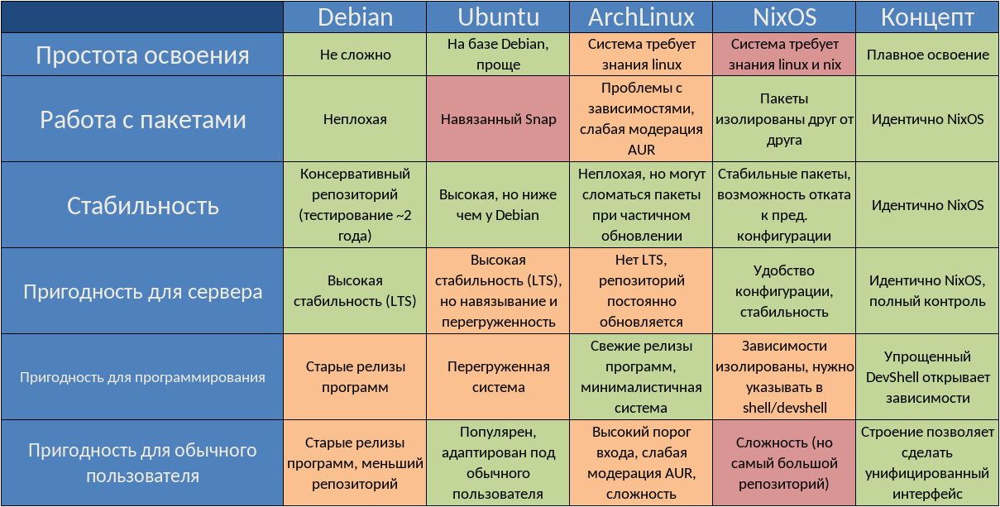 Debian
Ubuntu
ArchLinux
NixOS
Концепт
Простота освоения
Не сложно
На базе Debian,
проще
Система требует
знания linux
Система требует
знания linux и nix
Плавное освоение
Работа с пакетами
Неплохая
Навязанный Snap
Проблемы с
зависимостями,
слабая модерация
AUR
Пакеты
изолированы друг от
друга
Идентично NixOS
Стабильность
Консервативный
репозиторий
(тестирование ~2
года)
Высокая, но ниже
чем у Debian
Неплохая, но могут
сломаться пакеты
при частичном
обновлении
Стабильные пакеты,
возможность отката
к пред.
конфигурации
Идентично NixOS
Пригодность для сервера
Высокая
стабильность (LTS)
Высокая
стабильность (LTS),
но навязывание и
перегруженность
Нет LTS,
репозиторий
постоянно
обновляется
Удобство
конфигурации,
стабильность
Идентично NixOS,
полный контроль
Пригодность для программирования
Старые релизы
программ
Перегруженная
система
Свежие релизы
программ,
минималистичная
система
Зависимости
изолированы, нужно
указывать в
shell/devshell
Упрощенный
DevShell открывает
зависимости
Пригодность для обычного
пользователя
Старые релизы
программ, меньший
репозиторий
Популярен,
адаптирован под
обычного
пользователя
Высокий порог
входа, слабая
модерация AUR,
сложность
Сложность (но
самый большой
репозиторий)
Строение позволяет
сделать
унифицированный
интерфейс